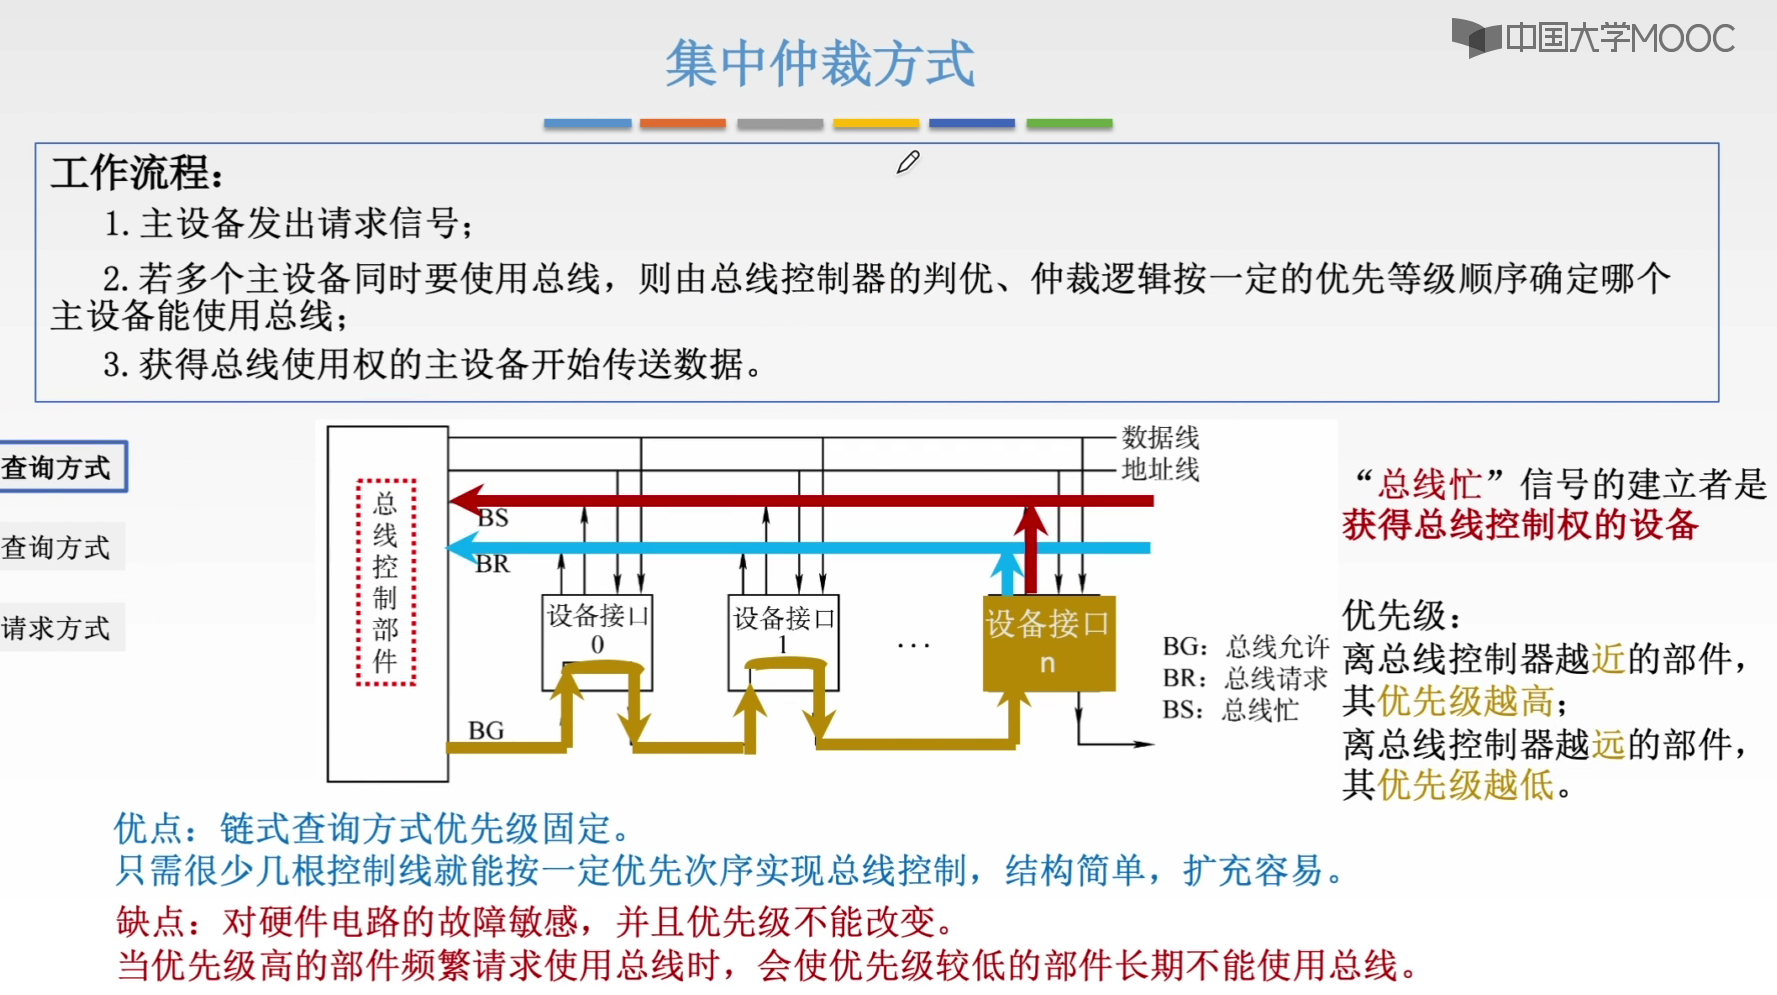 中国大学MOOC
集中仲裁方式
工作流程：
1. 主设备发出请求信号；
2. 若多个主设备同时要使用总线，则由总线控制器的判优、仲裁逻辑按一定的优先等级顺序确定哪个
主设备能使用总线；
3. 获得总线使用权的主设备开始传送数据。
查询方式
查询方式
请求方式
总线控制部件
数据线
地址线
BS
BR
设备接口
0
设备接口
1
···
设备接口
n
BG
BG：总线允许
BR：总线请求
BS：总线忙
“总线忙”信号的建立者是
获得总线控制权的设备
优先级：
离总线控制器越近的部件，
其优先级越高；
离总线控制器越远的部件，
其优先级越低。
优点：链式查询方式优先级固定。
只需很少几根控制线就能按一定优先次序实现总线控制，结构简单，扩充容易。
缺点：对硬件电路的故障敏感，并且优先级不能改变。
当优先级高的部件频繁请求使用总线时，会使优先级较低的部件长期不能使用总线。